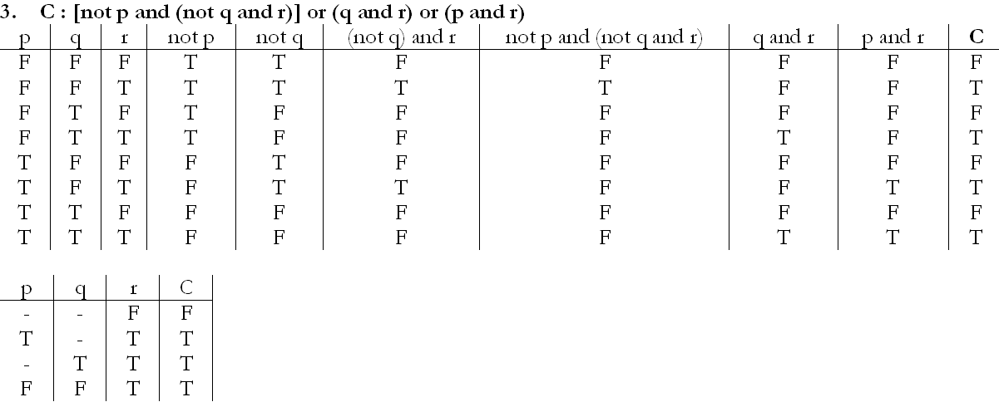 3. C : [not p and (not q and r)] or (q and r) or (p and r)
p q r not p not q (not q) and r not p and (not q and r) q and r p and r C
F F F T T F F F F F
F F T T T T T F F T
F T F T F F F F F F
F T T T F F F T F T
T F F F T F F F F F
T F T F T T F F T T
T T F F F F F F F F
T T T F F F F T T T
p q r C
- - F F
T - T T
- T T T
F F T T